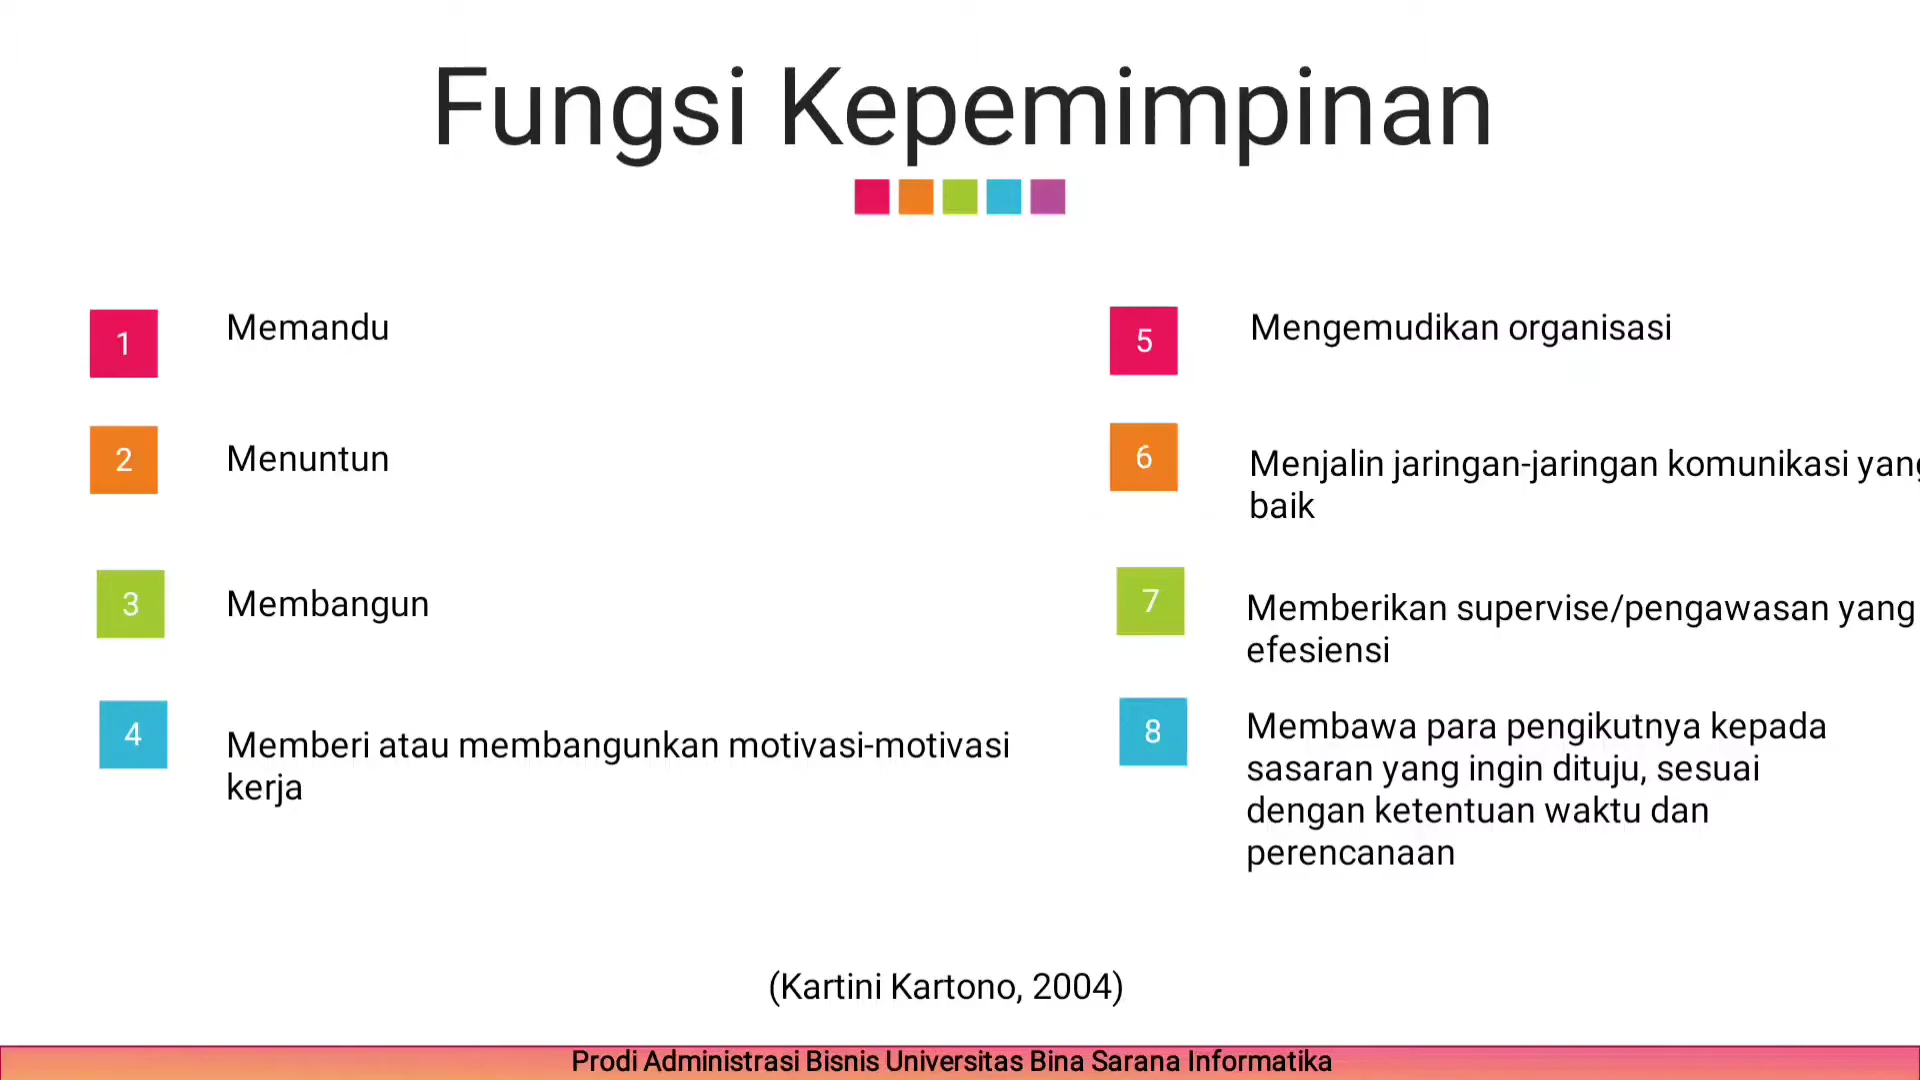 Fungsi Kepemimpinan
1
Memandu
2
Menuntun
3
Membangun
4
Memberi atau membangunkan motivasi-motivasi
kerja
5
Mengemudikan organisasi
6
Menjalin jaringan-jaringan komunikasi yang
baik
7
Memberikan supervise/pengawasan yang
efesiensi
8
Membawa para pengikutnya kepada
sasaran yang ingin dituju, sesuai
dengan ketentuan waktu dan
perencanaan
(Kartini Kartono, 2004)
Prodi Administrasi Bisnis Universitas Bina Sarana Informatika